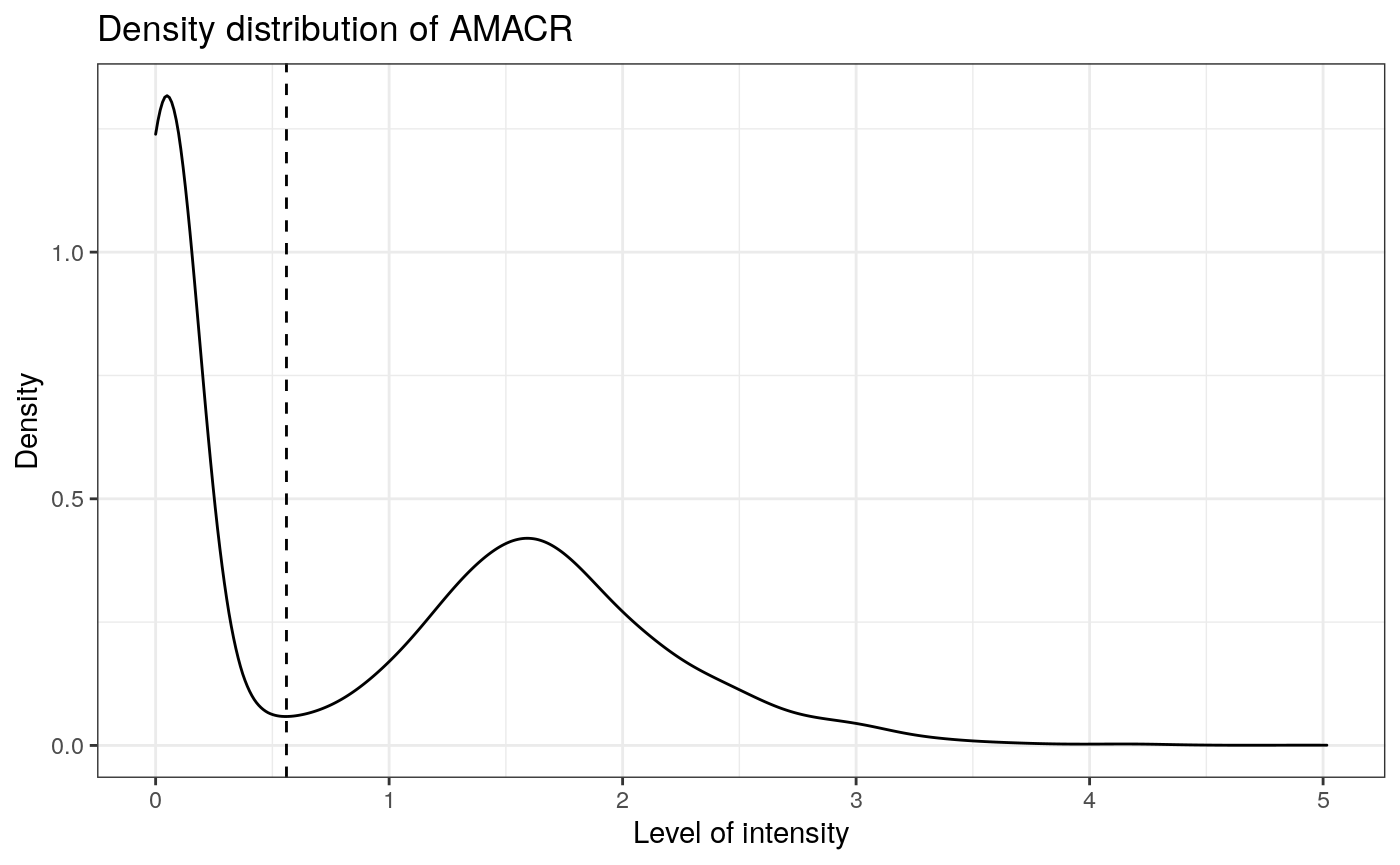 Density distribution of AMACR
Density
1.0
0.5
0.0
0 1 2 3 4 5
Level of intensity